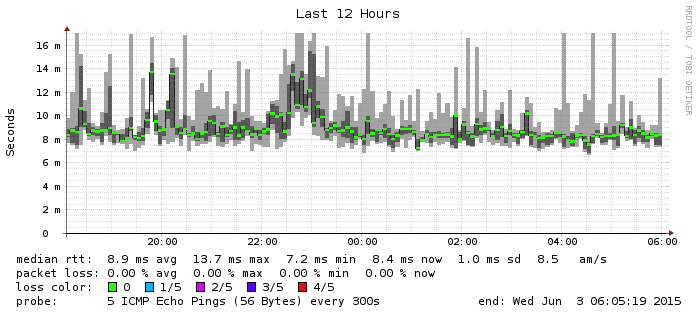 Last 12 Hours
RRDTOOL / TOBI OETIKER
Seconds
16 m
14 m
12 m
10 m
8 m
6 m
4 m
2 m
0
20:00 22:00 00:00 02:00 04:00 06:00
median rtt: 8.9 ms avg 13.7 ms max 7.2 ms min 8.4 ms now 1.0 ms sd 8.5 am/s
packet loss: 0.00 % avg 0.00 % max 0.00 % min 0.00 % now
loss color: 0 1/5 2/5 3/5 4/5
probe: 5 ICMP Echo Pings (56 Bytes) every 300s end: Wed Jun 3 06:05:19 2015